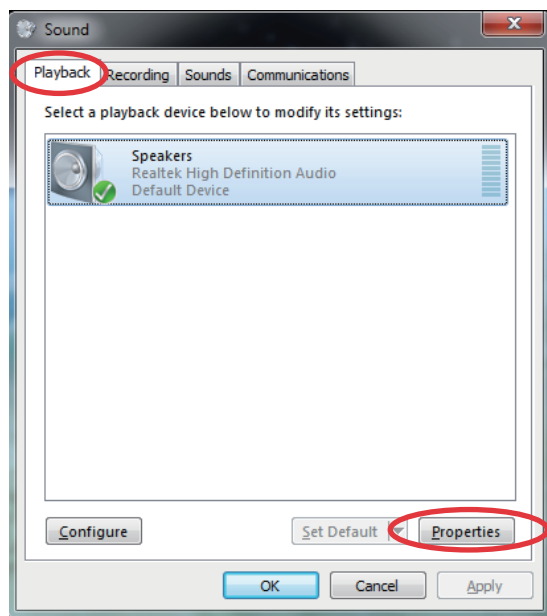 Sound
Playback Recording Sounds Communications
Select a playback device below to modify its settings:
Speakers
Realtek High Definition Audio
Default Device
Configure Set Default Properties
OK Cancel Apply